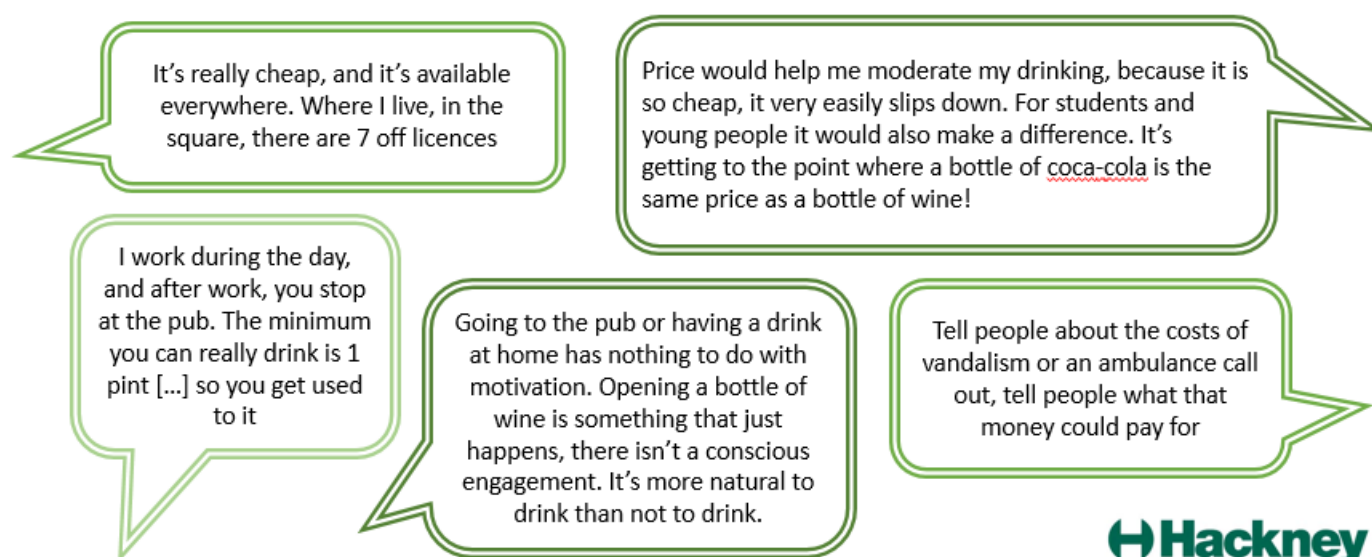 It’s really cheap, and it’s available
everywhere. Where I live, in the
square, there are 7 off licences
Price would help me moderate my drinking, because it is
so cheap, it very easily slips down. For students and
young people it would also make a difference. It’s
getting to the point where a bottle of coca-cola is the
same price as a bottle of wine!
I work during the day,
and after work, you stop
at the pub. The minimum
you can really drink is 1
pint [...] so you get used
to it
Going to the pub or having a drink
at home has nothing to do with
motivation. Opening a bottle of
wine is something that just
happens, there isn’t a conscious
engagement. It’s more natural to
drink than not to drink.
Tell people about the costs of
vandalism or an ambulance call
out, tell people what that
money could pay for
Hackney